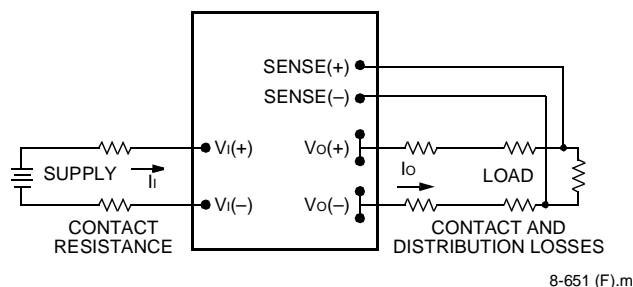 SENSE(+)
SENSE(–)
VI(+)
VO(+)
IO
SUPPLY
II
LOAD
VI(–)
VO(–)
CONTACT
RESISTANCE
CONTACT AND
DISTRIBUTION LOSSES
8-651 (F).m